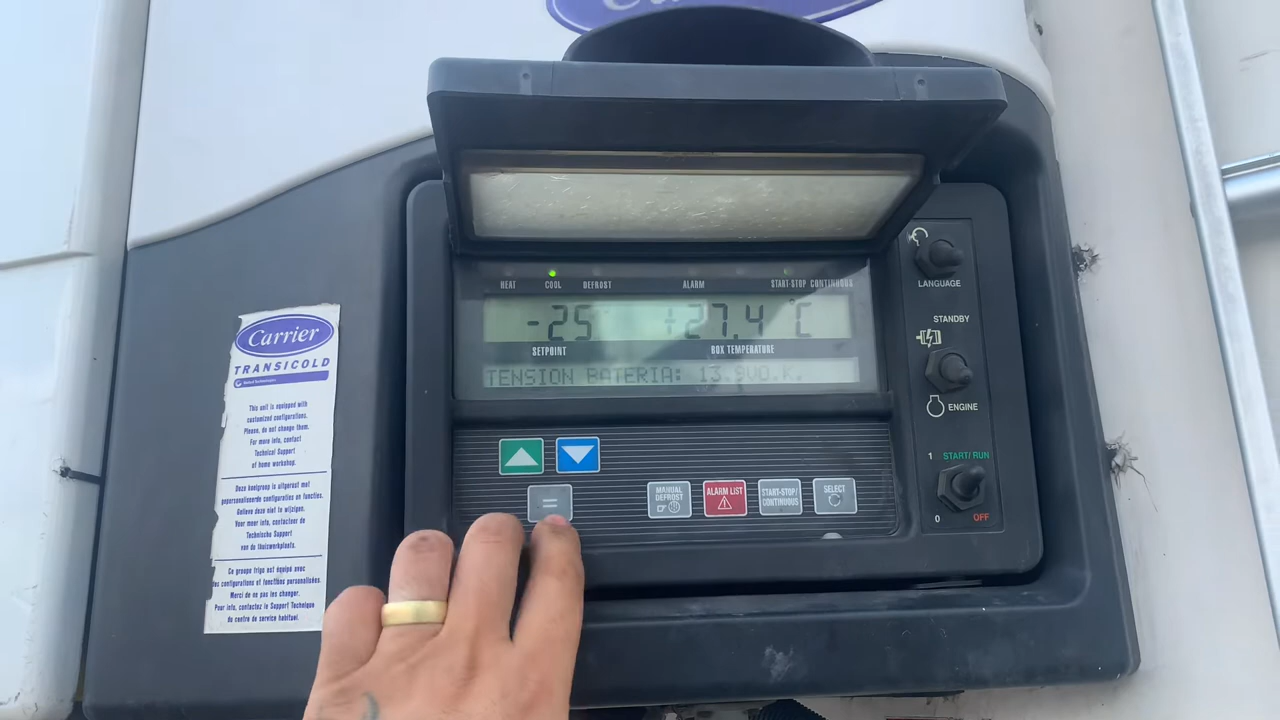 HEAT COOL DEFROST ALARM START-STOP CONTINUOUS
-25 +27.4 °C
SETPOINT BOX TEMPERATURE
TENSION BATERIA: 13.9VO.K.
MANUAL DEFROST
ALARM LIST
START-STOP/ CONTINUOUS
SELECT
=
LANGUAGE
STANDBY
ENGINE
1 START/RUN
0 OFF
Carrier
TRANSICOLD
This unit is equipped with
customized configurations.
Please, do not change them.
For more info, contact
Technical Support
of home workshop.
Deze koelgroep is uitgerust met
gepersonaliseerde configuraties en functies.
Gelieve deze niet te wijzigen.
Voor meer info, contacteer de
Technische Support
van de thuiswerkplaats.
Ce groupe frigo est équipé avec
des configurations et fonctions personalisées.
Merci de ne pas les changer.
Pour info, contactez le Support Technique
du centre de service habituel.